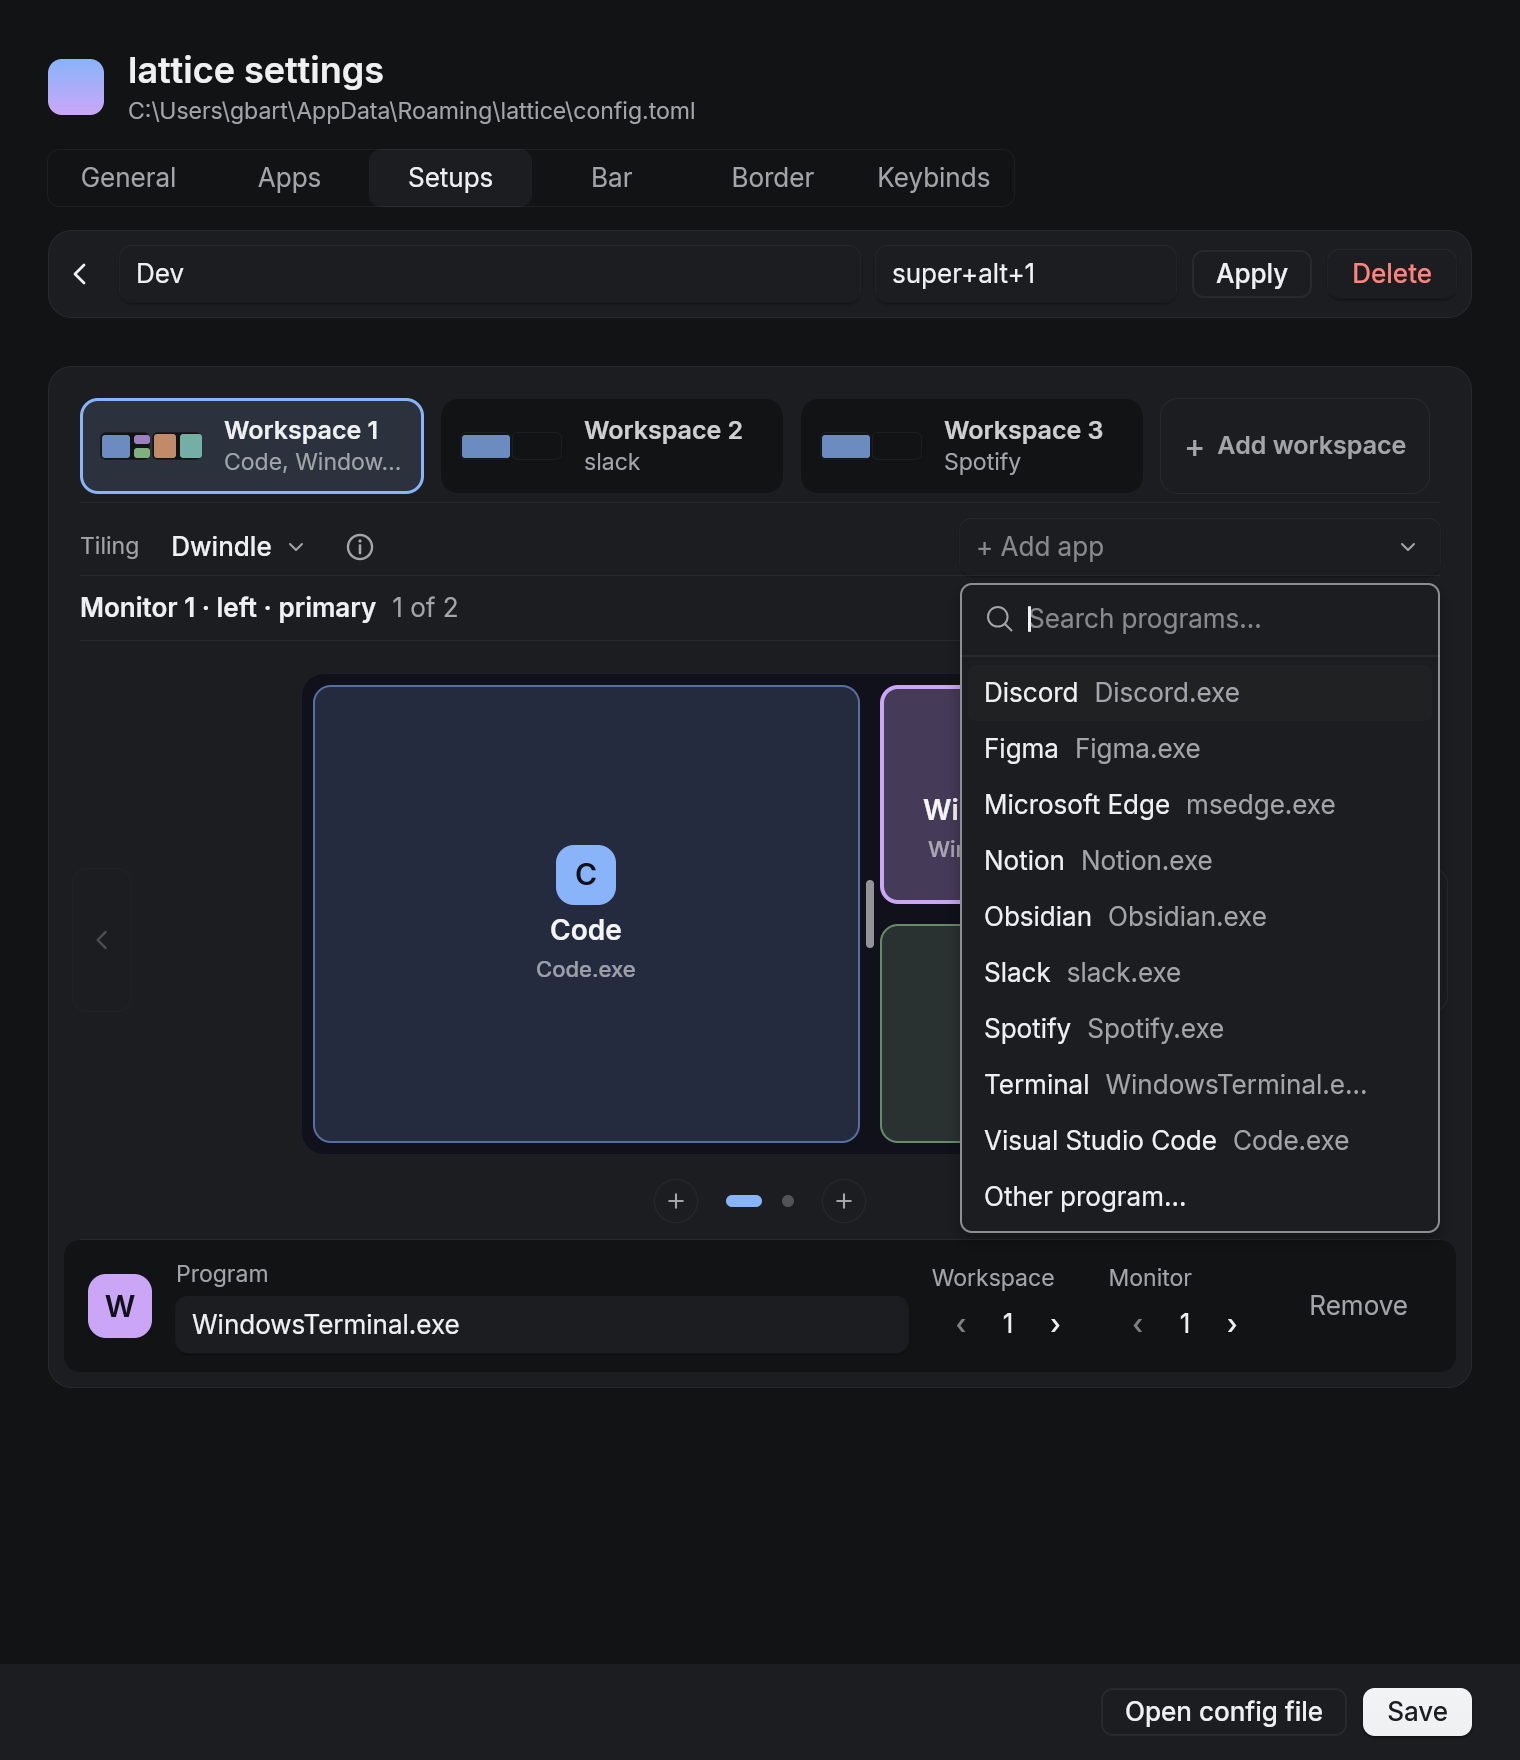 lattice settings
C:\Users\gbart\AppData\Roaming\lattice\config.toml
General Apps Setups Bar Border Keybinds
Dev super+alt+1 Apply Delete
Workspace 1
Code, Window...
Workspace 2
slack
Workspace 3
Spotify
+ Add workspace
Tiling Dwindle + Add app
Monitor 1 · left · primary 1 of 2
Search programs...
Discord Discord.exe
Figma Figma.exe
Microsoft Edge msedge.exe
Notion Notion.exe
Obsidian Obsidian.exe
Slack slack.exe
Spotify Spotify.exe
Terminal WindowsTerminal.e...
Visual Studio Code Code.exe
Other program...
C
Code
Code.exe
Wi
Win
W
Program
WindowsTerminal.exe
Workspace
‹ 1 ›
Monitor
‹ 1 ›
Remove
Open config file Save